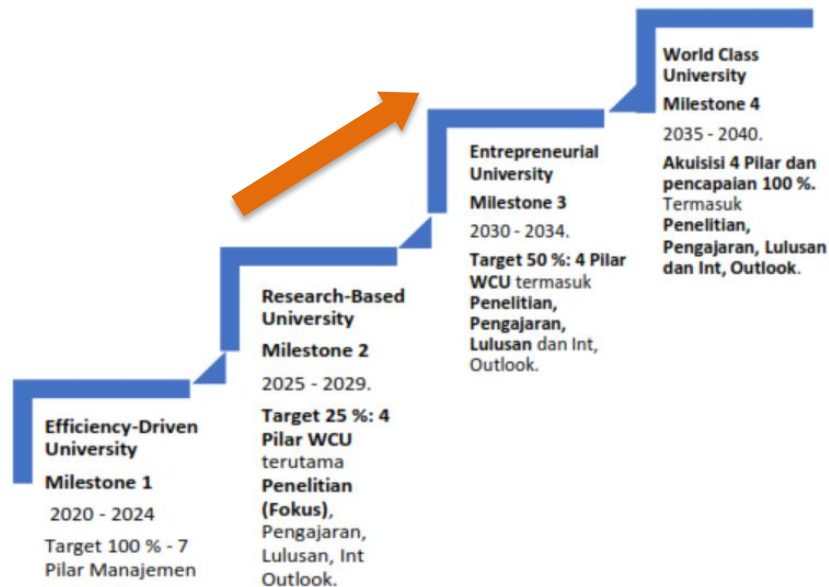 Efficiency-Driven
University
Milestone 1
2020 - 2024
Target 100 % - 7
Pilar Manajemen
Research-Based
University
Milestone 2
2025 - 2029.
Target 25 %: 4
Pilar WCU
terutama
Penelitian
(Fokus),
Pengajaran,
Lulusan, Int
Outlook.
Entrepreneurial
University
Milestone 3
2030 - 2034.
Target 50 %: 4 Pilar
WCU termasuk
Penelitian,
Pengajaran,
Lulusan dan Int,
Outlook.
World Class
University
Milestone 4
2035 - 2040.
Akuisisi 4 Pilar dan
pencapaian 100 %.
Termasuk
Penelitian,
Pengajaran, Lulusan
dan Int, Outlook.